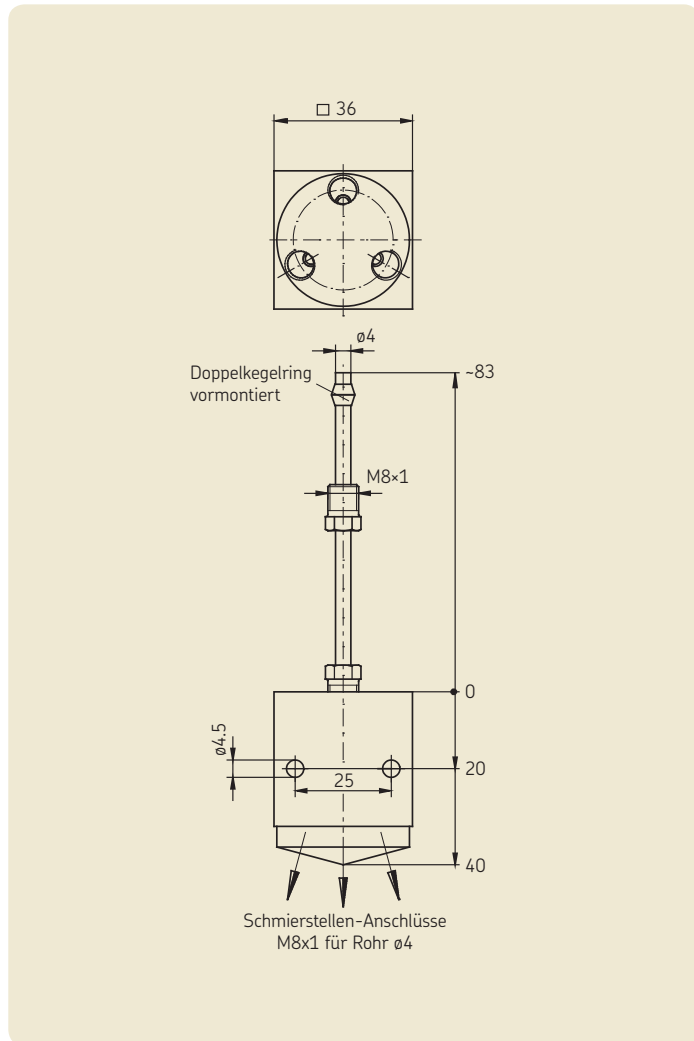 □ 36
ø4
Doppelkegelring
vormontiert
~83
M8×1
0
ø4.5
25
20
40
Schmierstellen-Anschlüsse
M8x1 für Rohr ø4